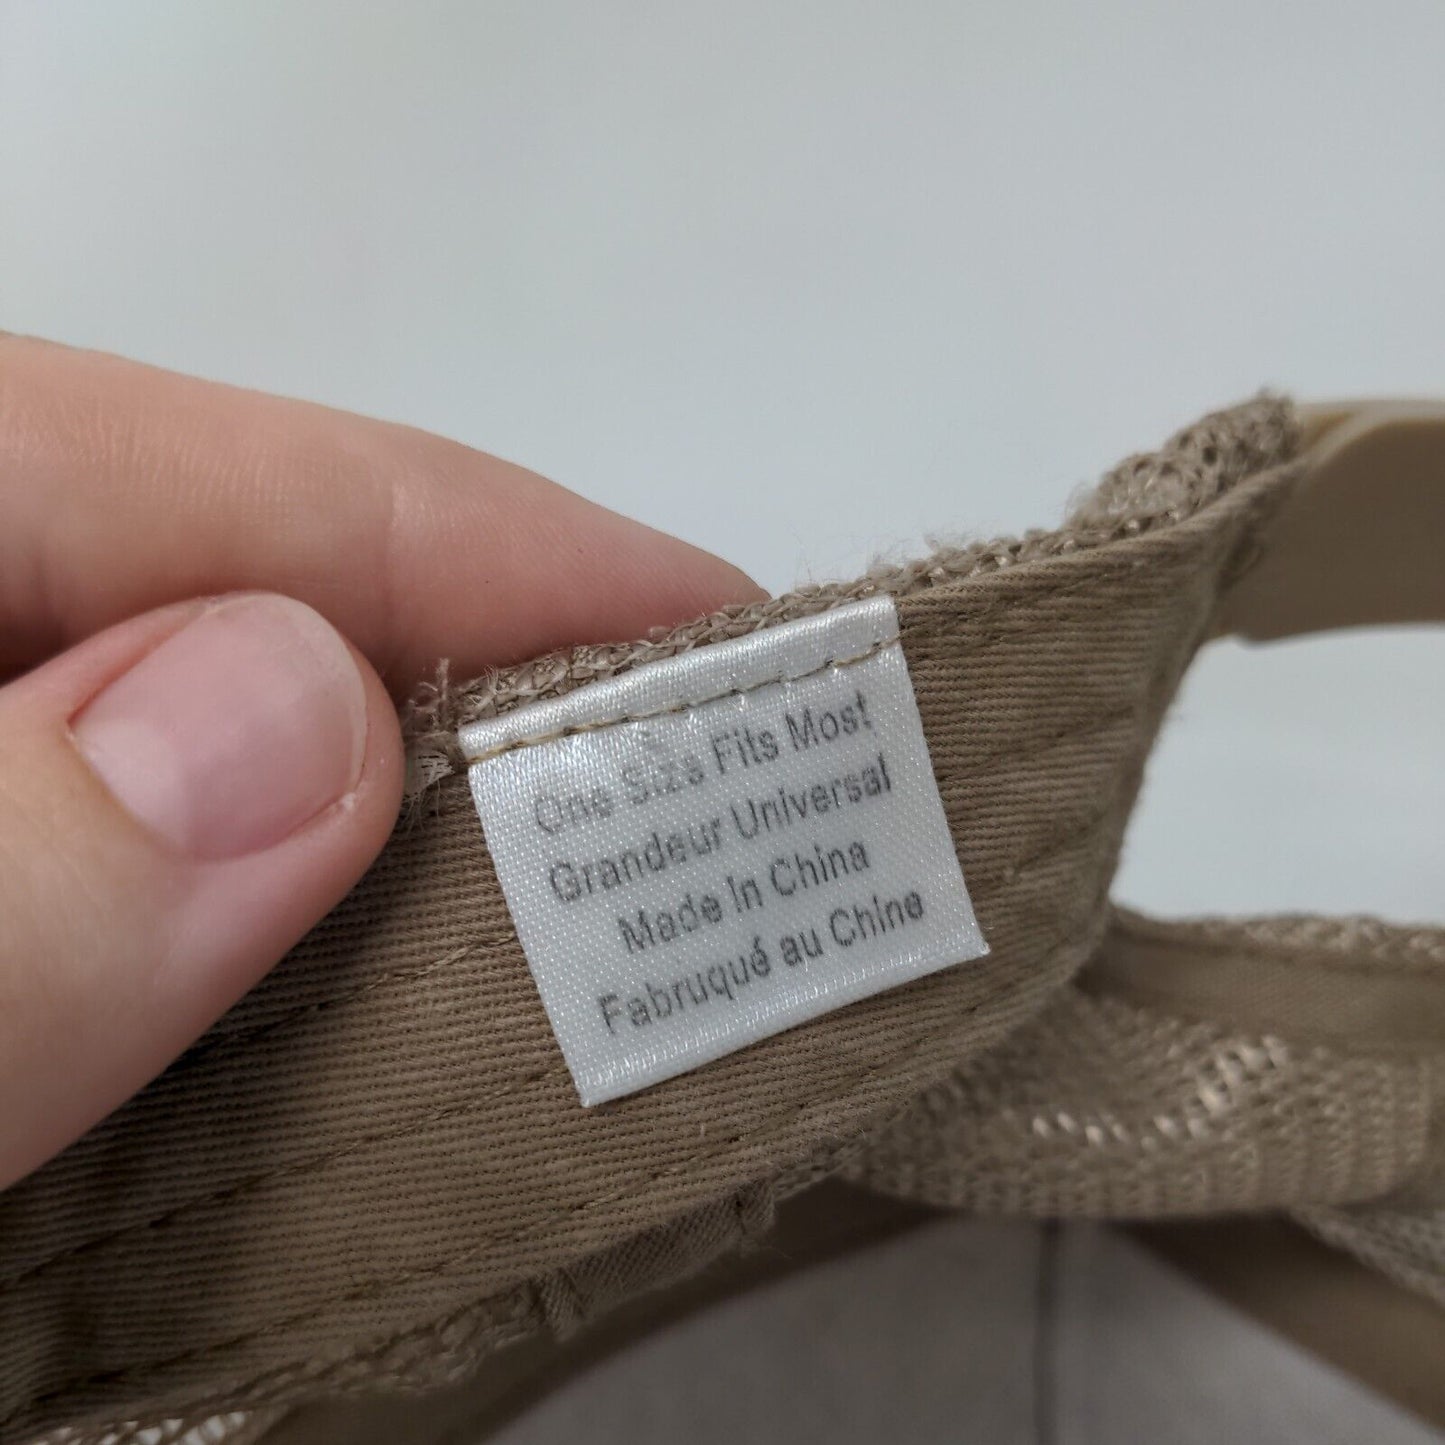 One Size Fits Most
Grandeur Universal
Made In China
Fabruqué au Chine